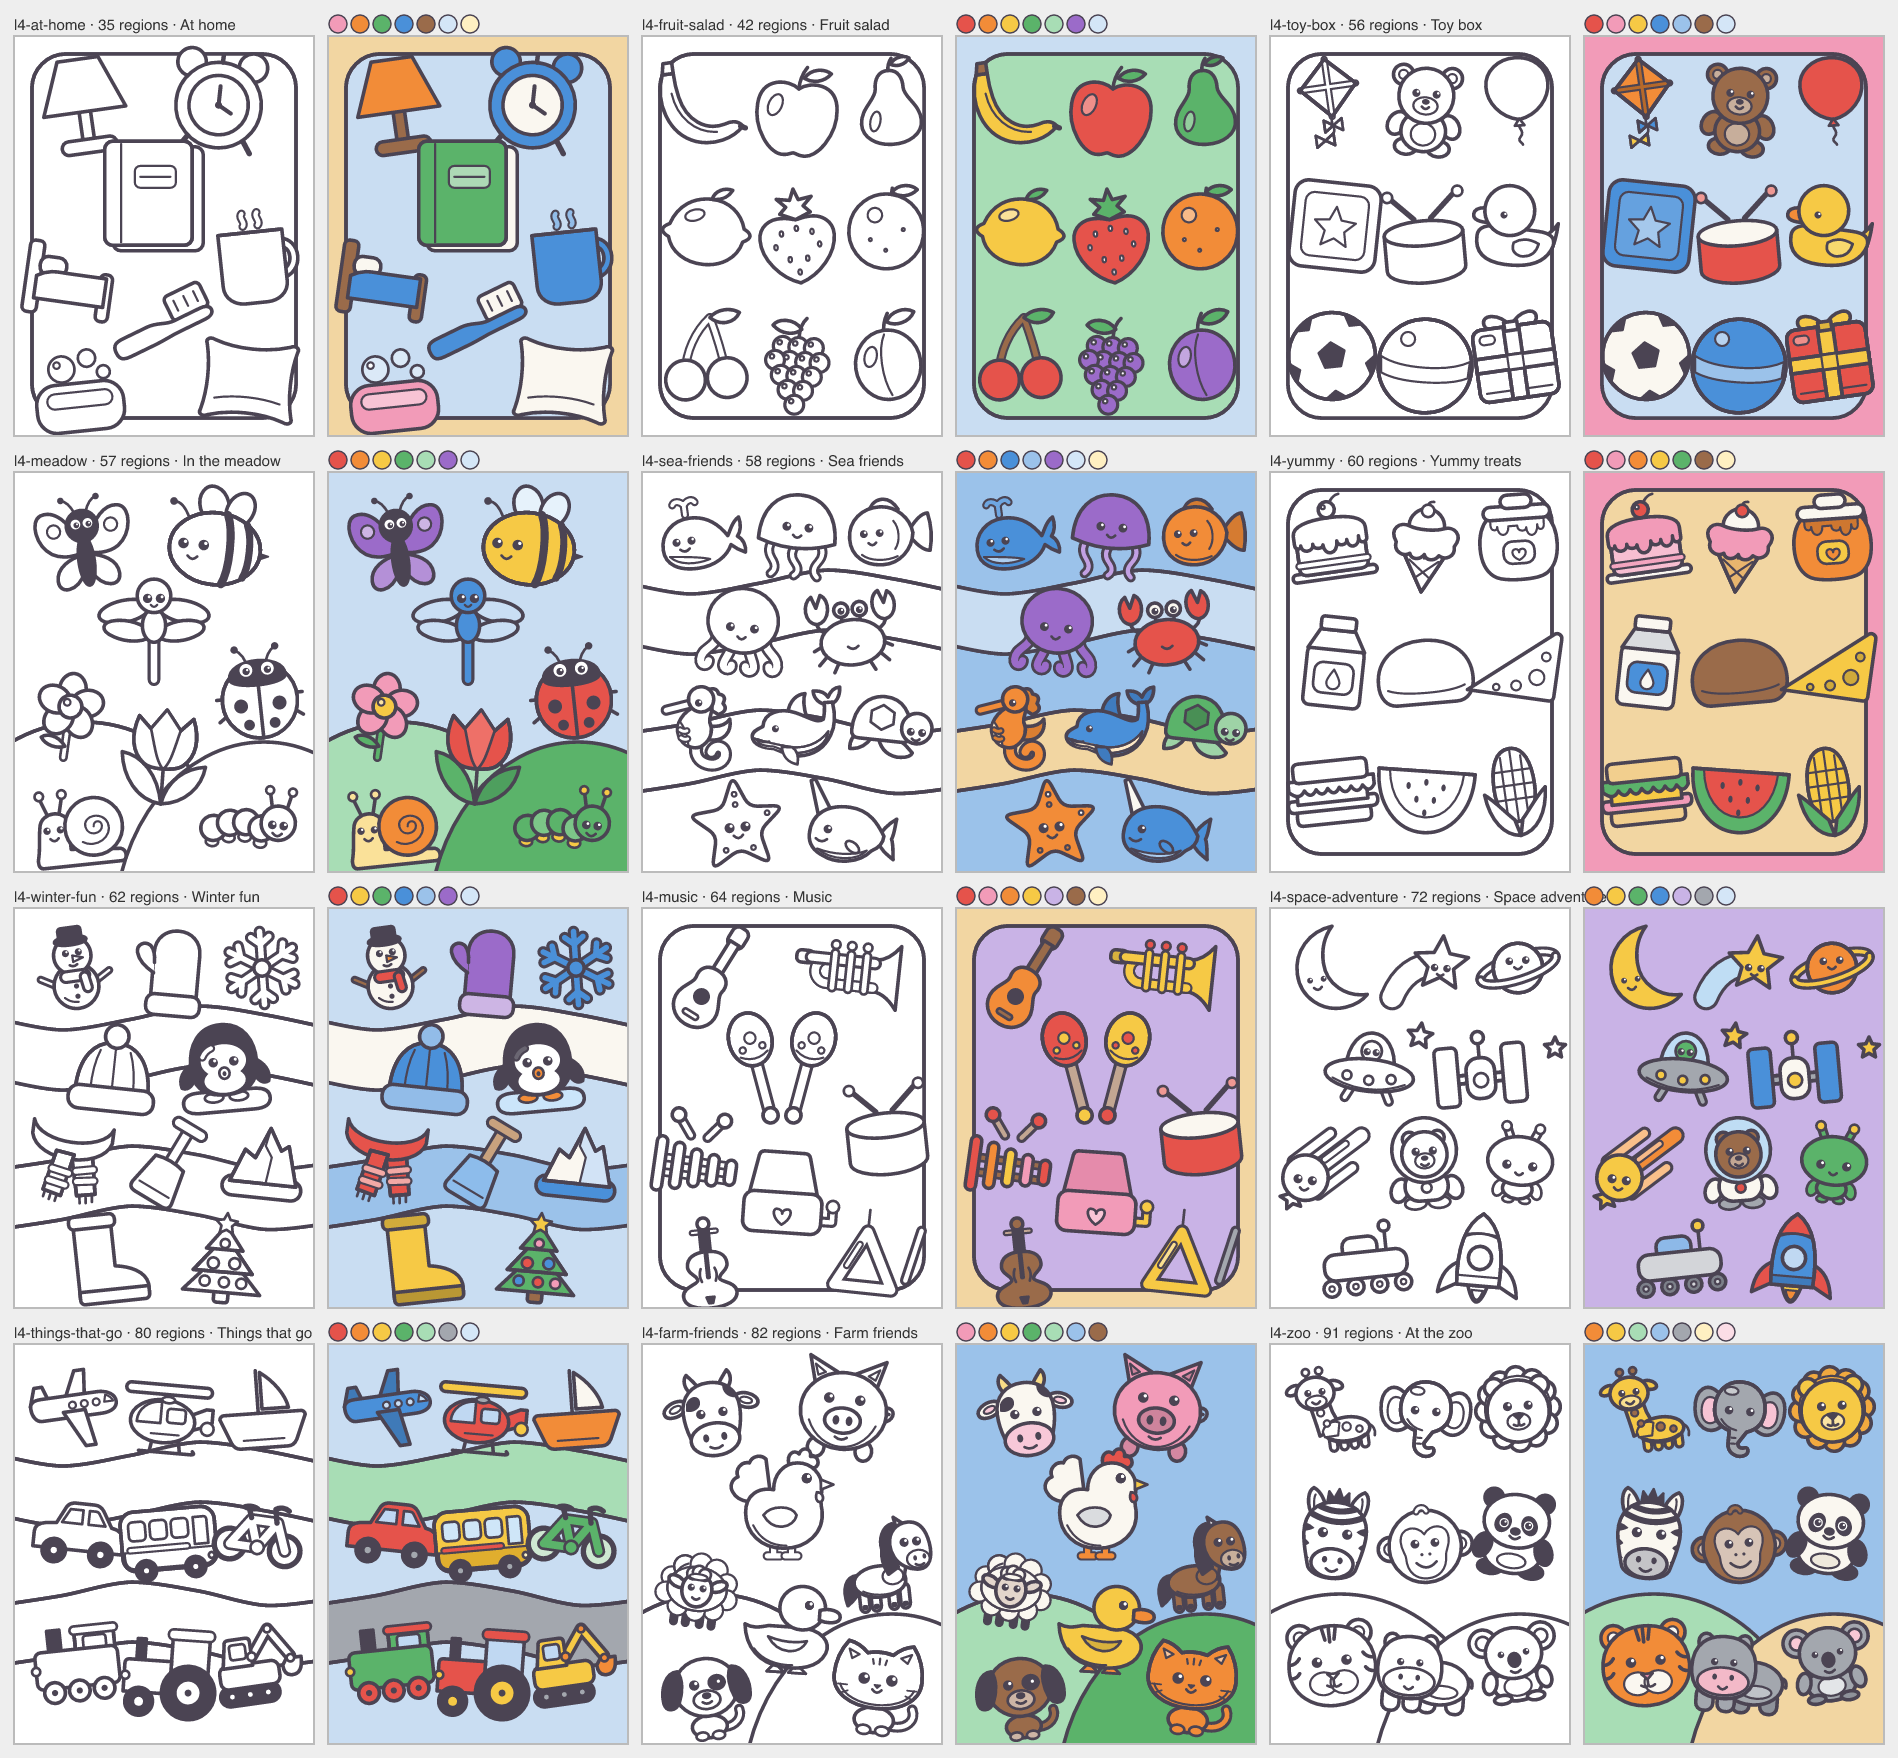 l4-at-home · 35 regions · At home
l4-fruit-salad · 42 regions · Fruit salad
l4-toy-box · 56 regions · Toy box
l4-meadow · 57 regions · In the meadow
l4-sea-friends · 58 regions · Sea friends
l4-yummy · 60 regions · Yummy treats
l4-winter-fun · 62 regions · Winter fun
l4-music · 64 regions · Music
l4-space-adventure · 72 regions · Space
l4-things-that-go · 80 regions · Things that go
l4-farm-friends · 82 regions · Farm friends
l4-zoo · 91 regions · At the zoo